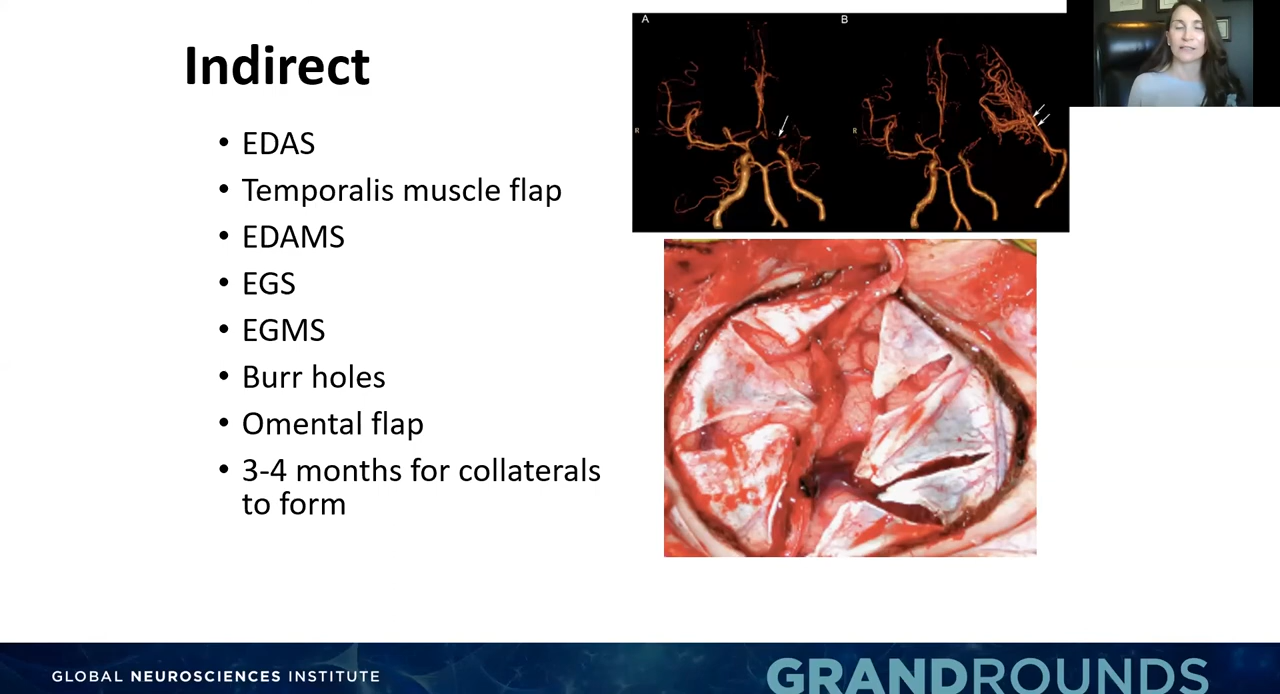 Indirect
• EDAS
• Temporalis muscle flap
• EDAMS
• EGS
• EGMS
• Burr holes
• Omental flap
• 3-4 months for collaterals
to form
A
B
R
R
GLOBAL NEUROSCIENCES INSTITUTE
GRANDROUNDS